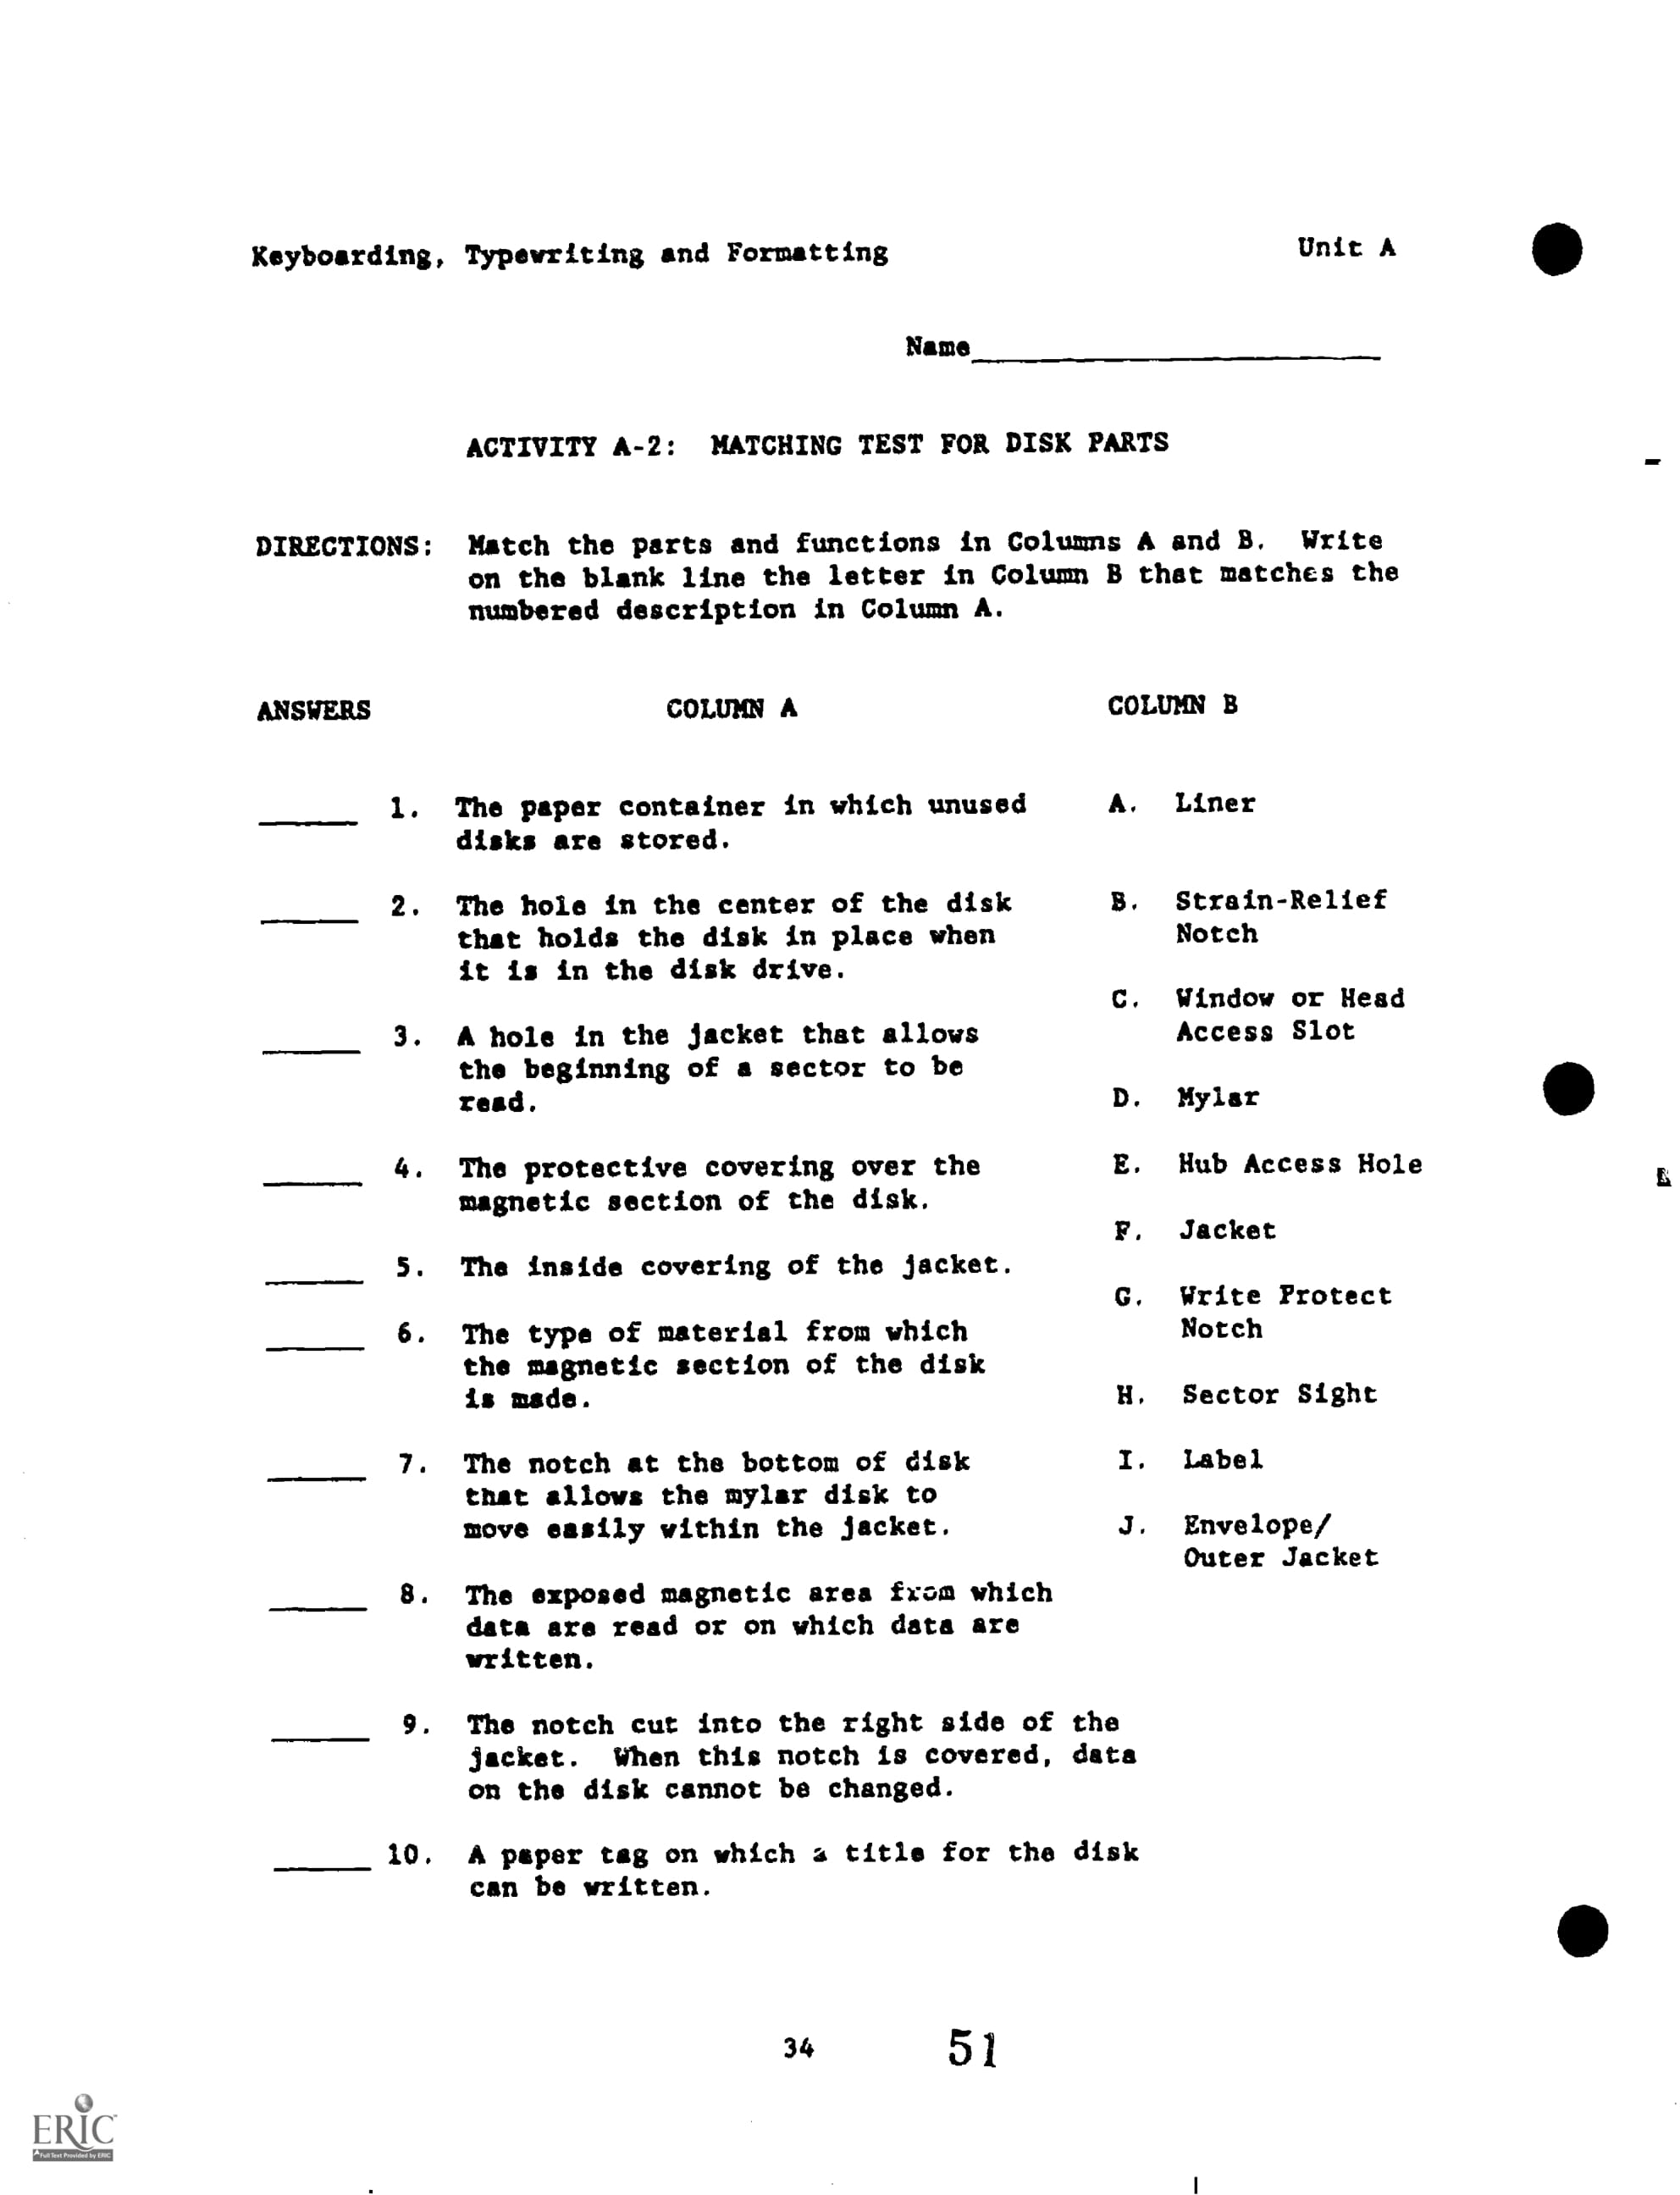 Keyboarding, Typewriting and Formatting Unit A
Name
ACTIVITY A-2: MATCHING TEST FOR DISK PARTS
DIRECTIONS: Match the parts and functions in Columns A and B. Write
on the blank line the letter in Column B that matches the
numbered description in Column A.
ANSWERS COLUMN A COLUMN B
1. The paper container in which unused
disks are stored.
2. The hole in the center of the disk
that holds the disk in place when
it is in the disk drive.
3. A hole in the jacket that allows
the beginning of a sector to be
read.
4. The protective covering over the
magnetic section of the disk.
5. The inside covering of the jacket.
6. The type of material from which
the magnetic section of the disk
is made.
7. The notch at the bottom of disk
that allows the mylar disk to
move easily within the jacket.
8. The exposed magnetic area from which
data are read or on which data are
written.
9. The notch cut into the right side of the
jacket. When this notch is covered, data
on the disk cannot be changed.
10. A paper tag on which a title for the disk
can be written.
A. Liner
B. Strain-Relief
Notch
C. Window or Head
Access Slot
D. Mylar
E. Hub Access Hole
F. Jacket
G. Write Protect
Notch
H. Sector Sight
I. Label
J. Envelope/
Outer Jacket
34 51
ERIC
Full Text Provided by ERIC